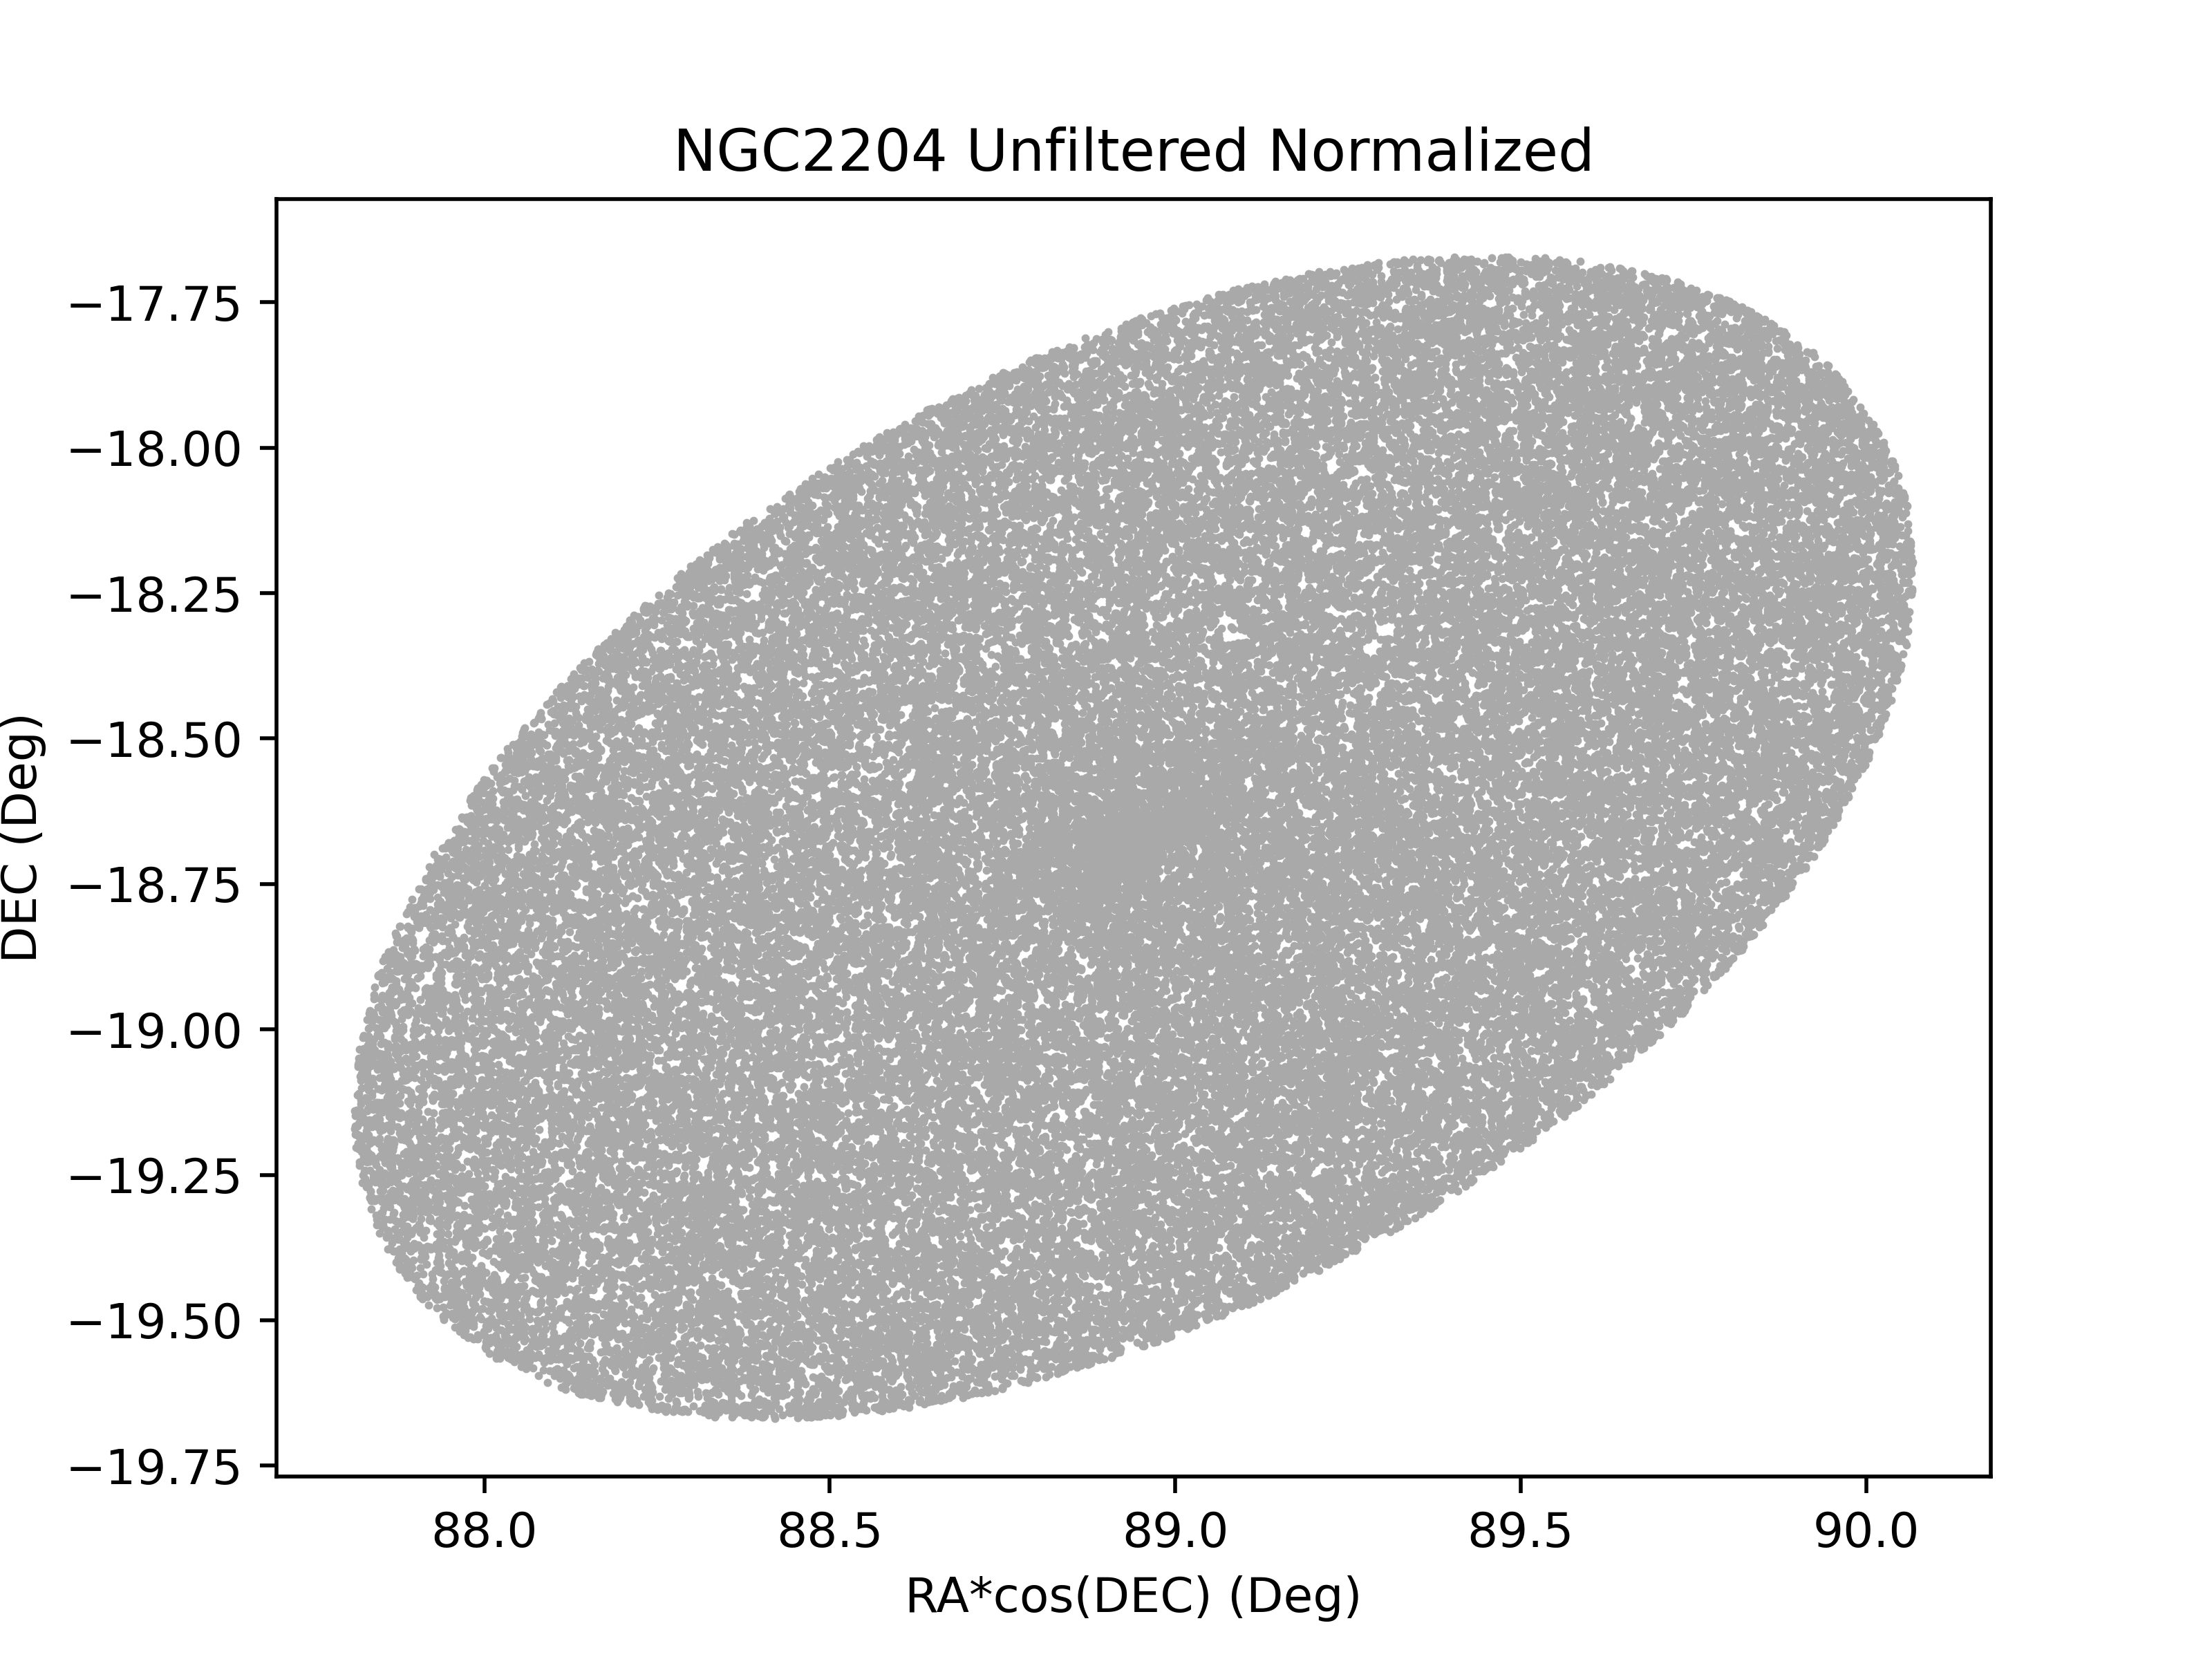 NGC2204 Unfiltered Normalized
DEC (Deg)
−17.75
−18.00
−18.25
−18.50
−18.75
−19.00
−19.25
−19.50
−19.75
88.0 88.5 89.0 89.5 90.0
RA*cos(DEC) (Deg)